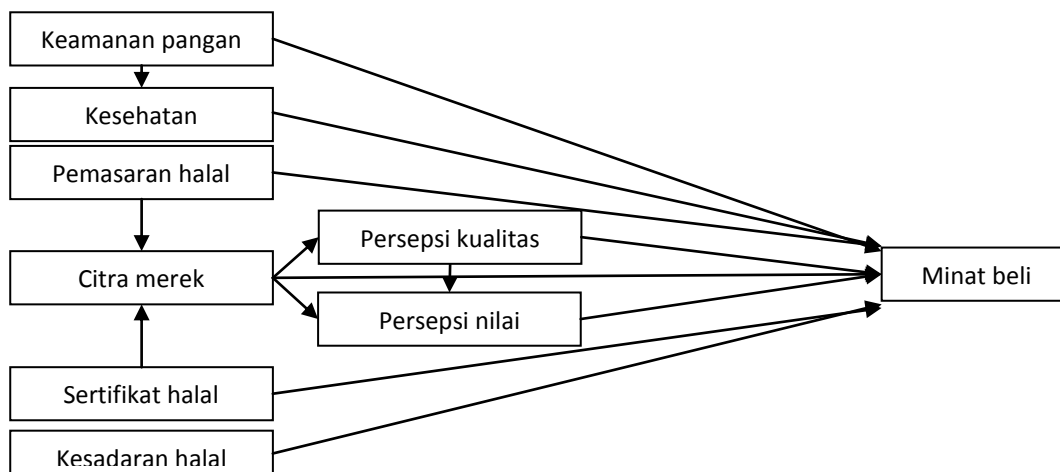 Keamanan pangan
Kesehatan
Pemasaran halal
Persepsi kualitas
Citra merek
Minat beli
Persepsi nilai
Sertifikat halal
Kesadaran halal